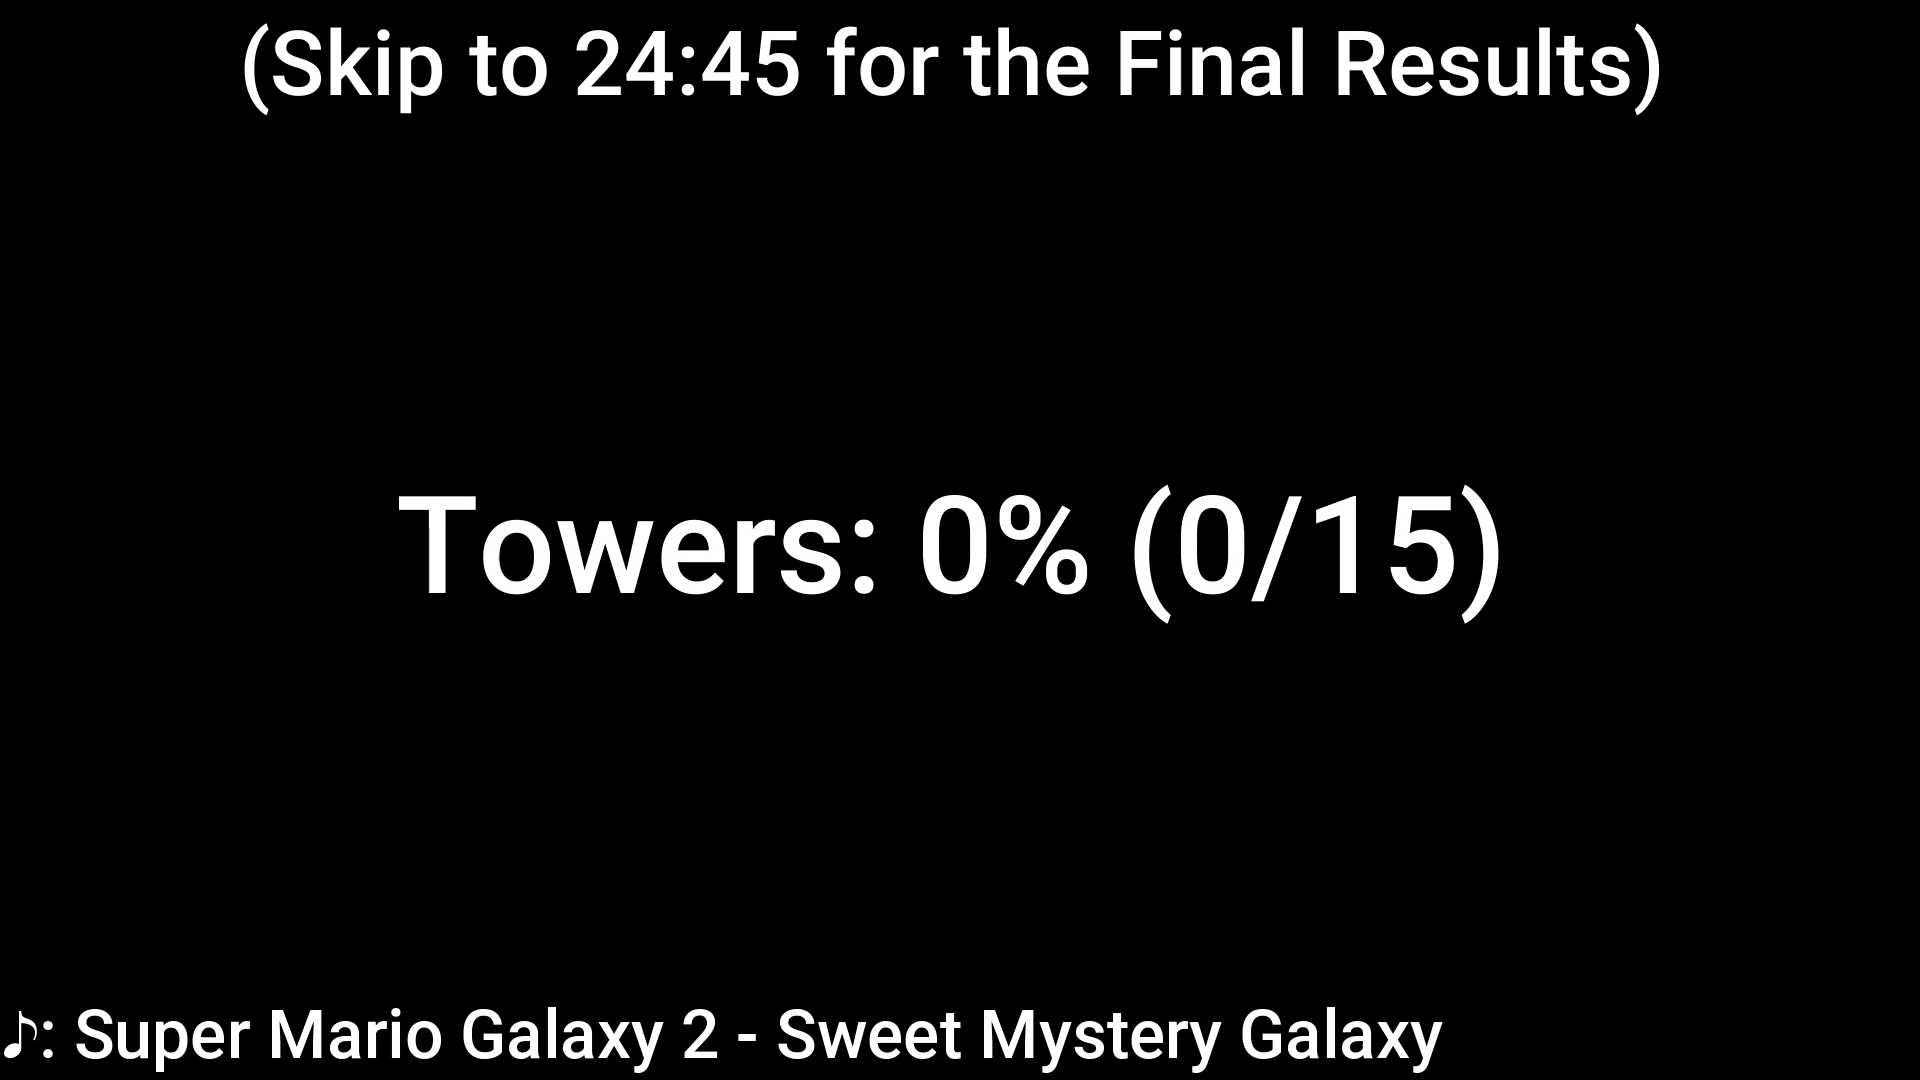 (Skip to 24:45 for the Final Results)
Towers: 0% (0/15)
♪: Super Mario Galaxy 2 - Sweet Mystery Galaxy